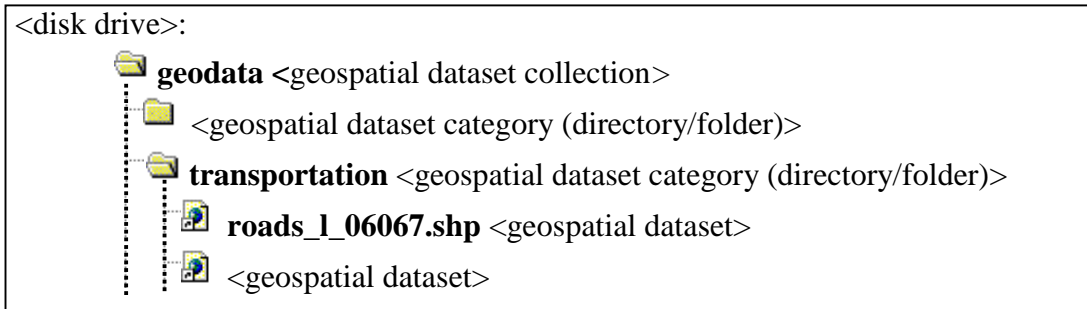 <disk drive>:
geodata <geospatial dataset collection>
<geospatial dataset category (directory/folder)>
transportation <geospatial dataset category (directory/folder)>
roads_l_06067.shp <geospatial dataset>
<geospatial dataset>